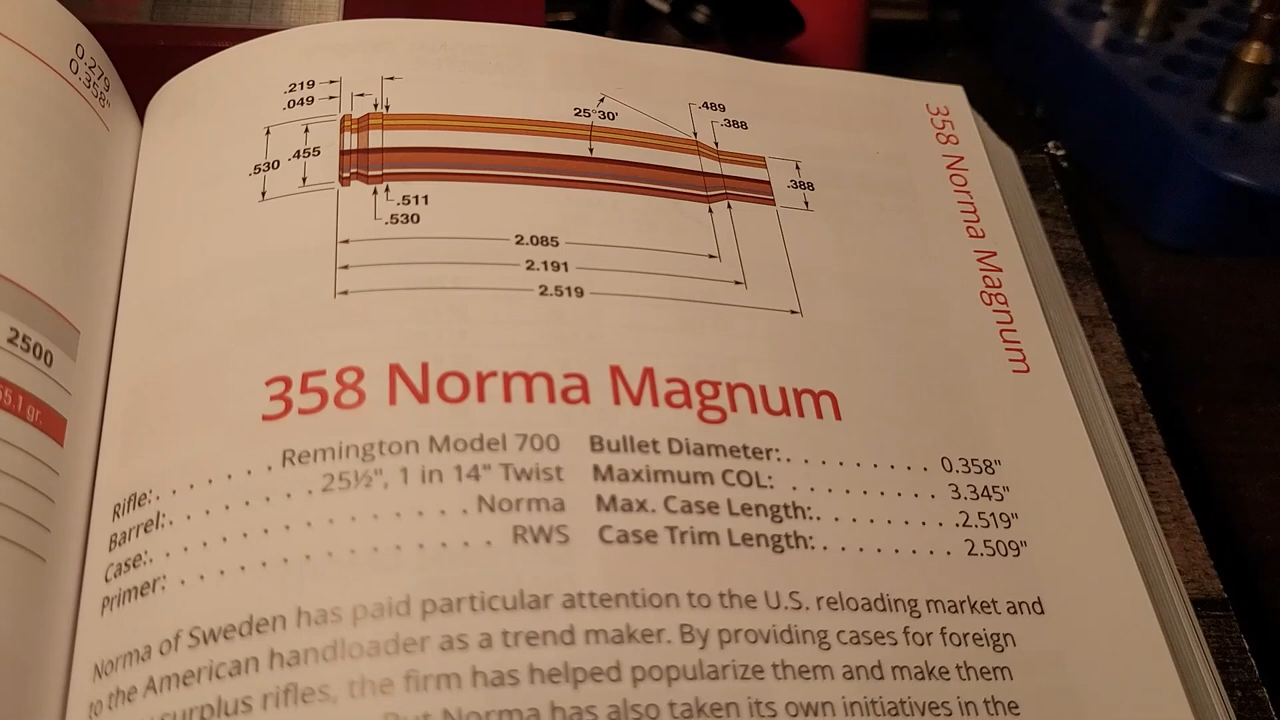 0.279
0.358"
2500
5.1 gr.
.219
.049
25°30'
.489
.388
.530
.455
.388
.511
.530
2.085
2.191
2.519
358 Norma Magnum
358 Norma Magnum
Rifle:. . . . . . . . . Remington Model 700
Barrel:. . . . . . . . . . 25½", 1 in 14" Twist
Case:. . . . . . . . . . . . . . . . . . . Norma
Primer: . . . . . . . . . . . . . . . . . . RWS
Bullet Diameter:. . . . . . . . . . 0.358"
Maximum COL: . . . . . . . . . . 3.345"
Max. Case Length:. . . . . . . . .2.519"
Case Trim Length:. . . . . . . . . 2.509"
Norma of Sweden has paid particular attention to the U.S. reloading market and
to the American handloader as a trend maker. By providing cases for foreign
surplus rifles, the firm has helped popularize them and make them
But Norma has also taken its own initiatives in the